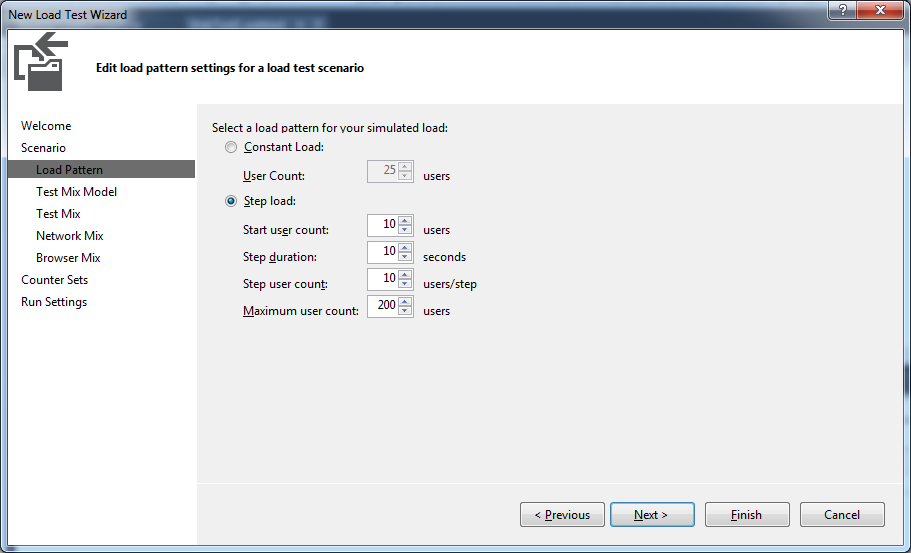 New Load Test Wizard
?
Edit load pattern settings for a load test scenario
Welcome
Scenario
Load Pattern
Test Mix Model
Test Mix
Network Mix
Browser Mix
Counter Sets
Run Settings
Select a load pattern for your simulated load:
Constant Load:
User Count: 25 users
Step load:
Start user count: 10 users
Step duration: 10 seconds
Step user count: 10 users/step
Maximum user count: 200 users
< Previous Next > Finish Cancel